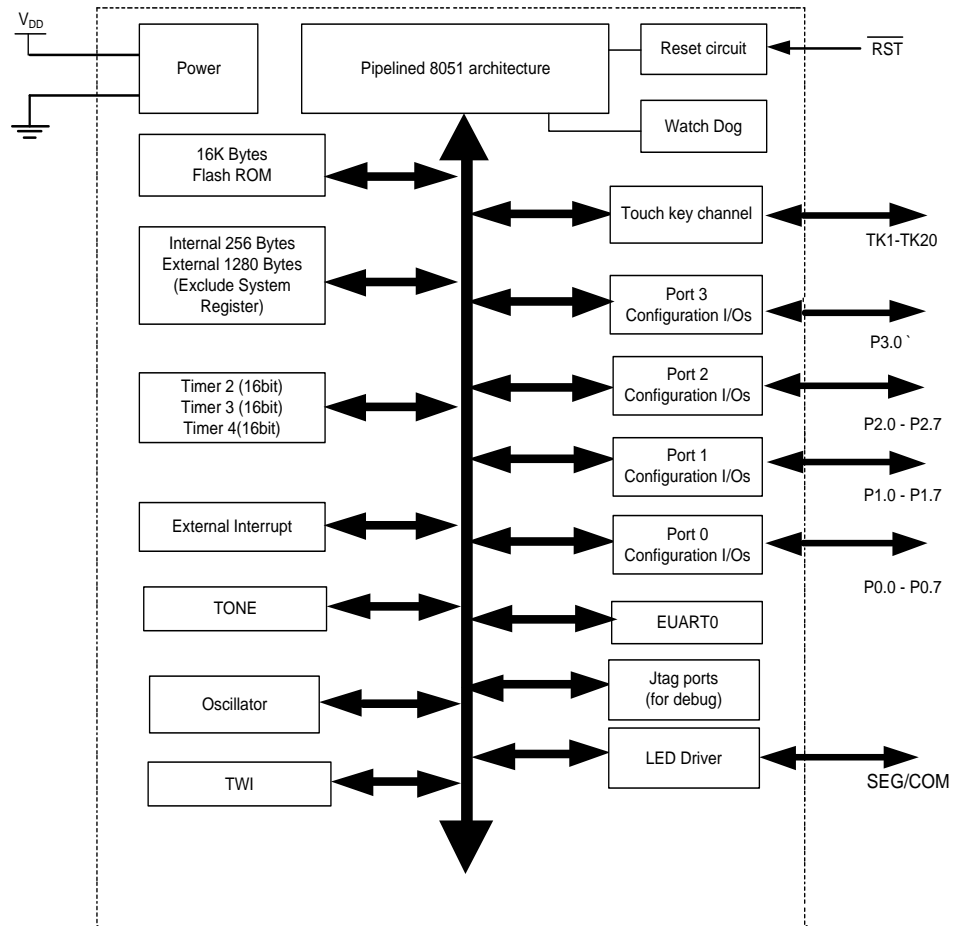 VDD
Power
Pipelined 8051 architecture
Reset circuit
RST
Watch Dog
16K Bytes
Flash ROM
Touch key channel
TK1-TK20
Internal 256 Bytes
External 1280 Bytes
(Exclude System
Register)
Port 3
Configuration I/Os
P3.0 `
Timer 2 (16bit)
Timer 3 (16bit)
Timer 4(16bit)
Port 2
Configuration I/Os
P2.0 - P2.7
Port 1
Configuration I/Os
P1.0 - P1.7
External Interrupt
Port 0
Configuration I/Os
P0.0 - P0.7
TONE
EUART0
Oscillator
Jtag ports
(for debug)
TWI
LED Driver
SEG/COM